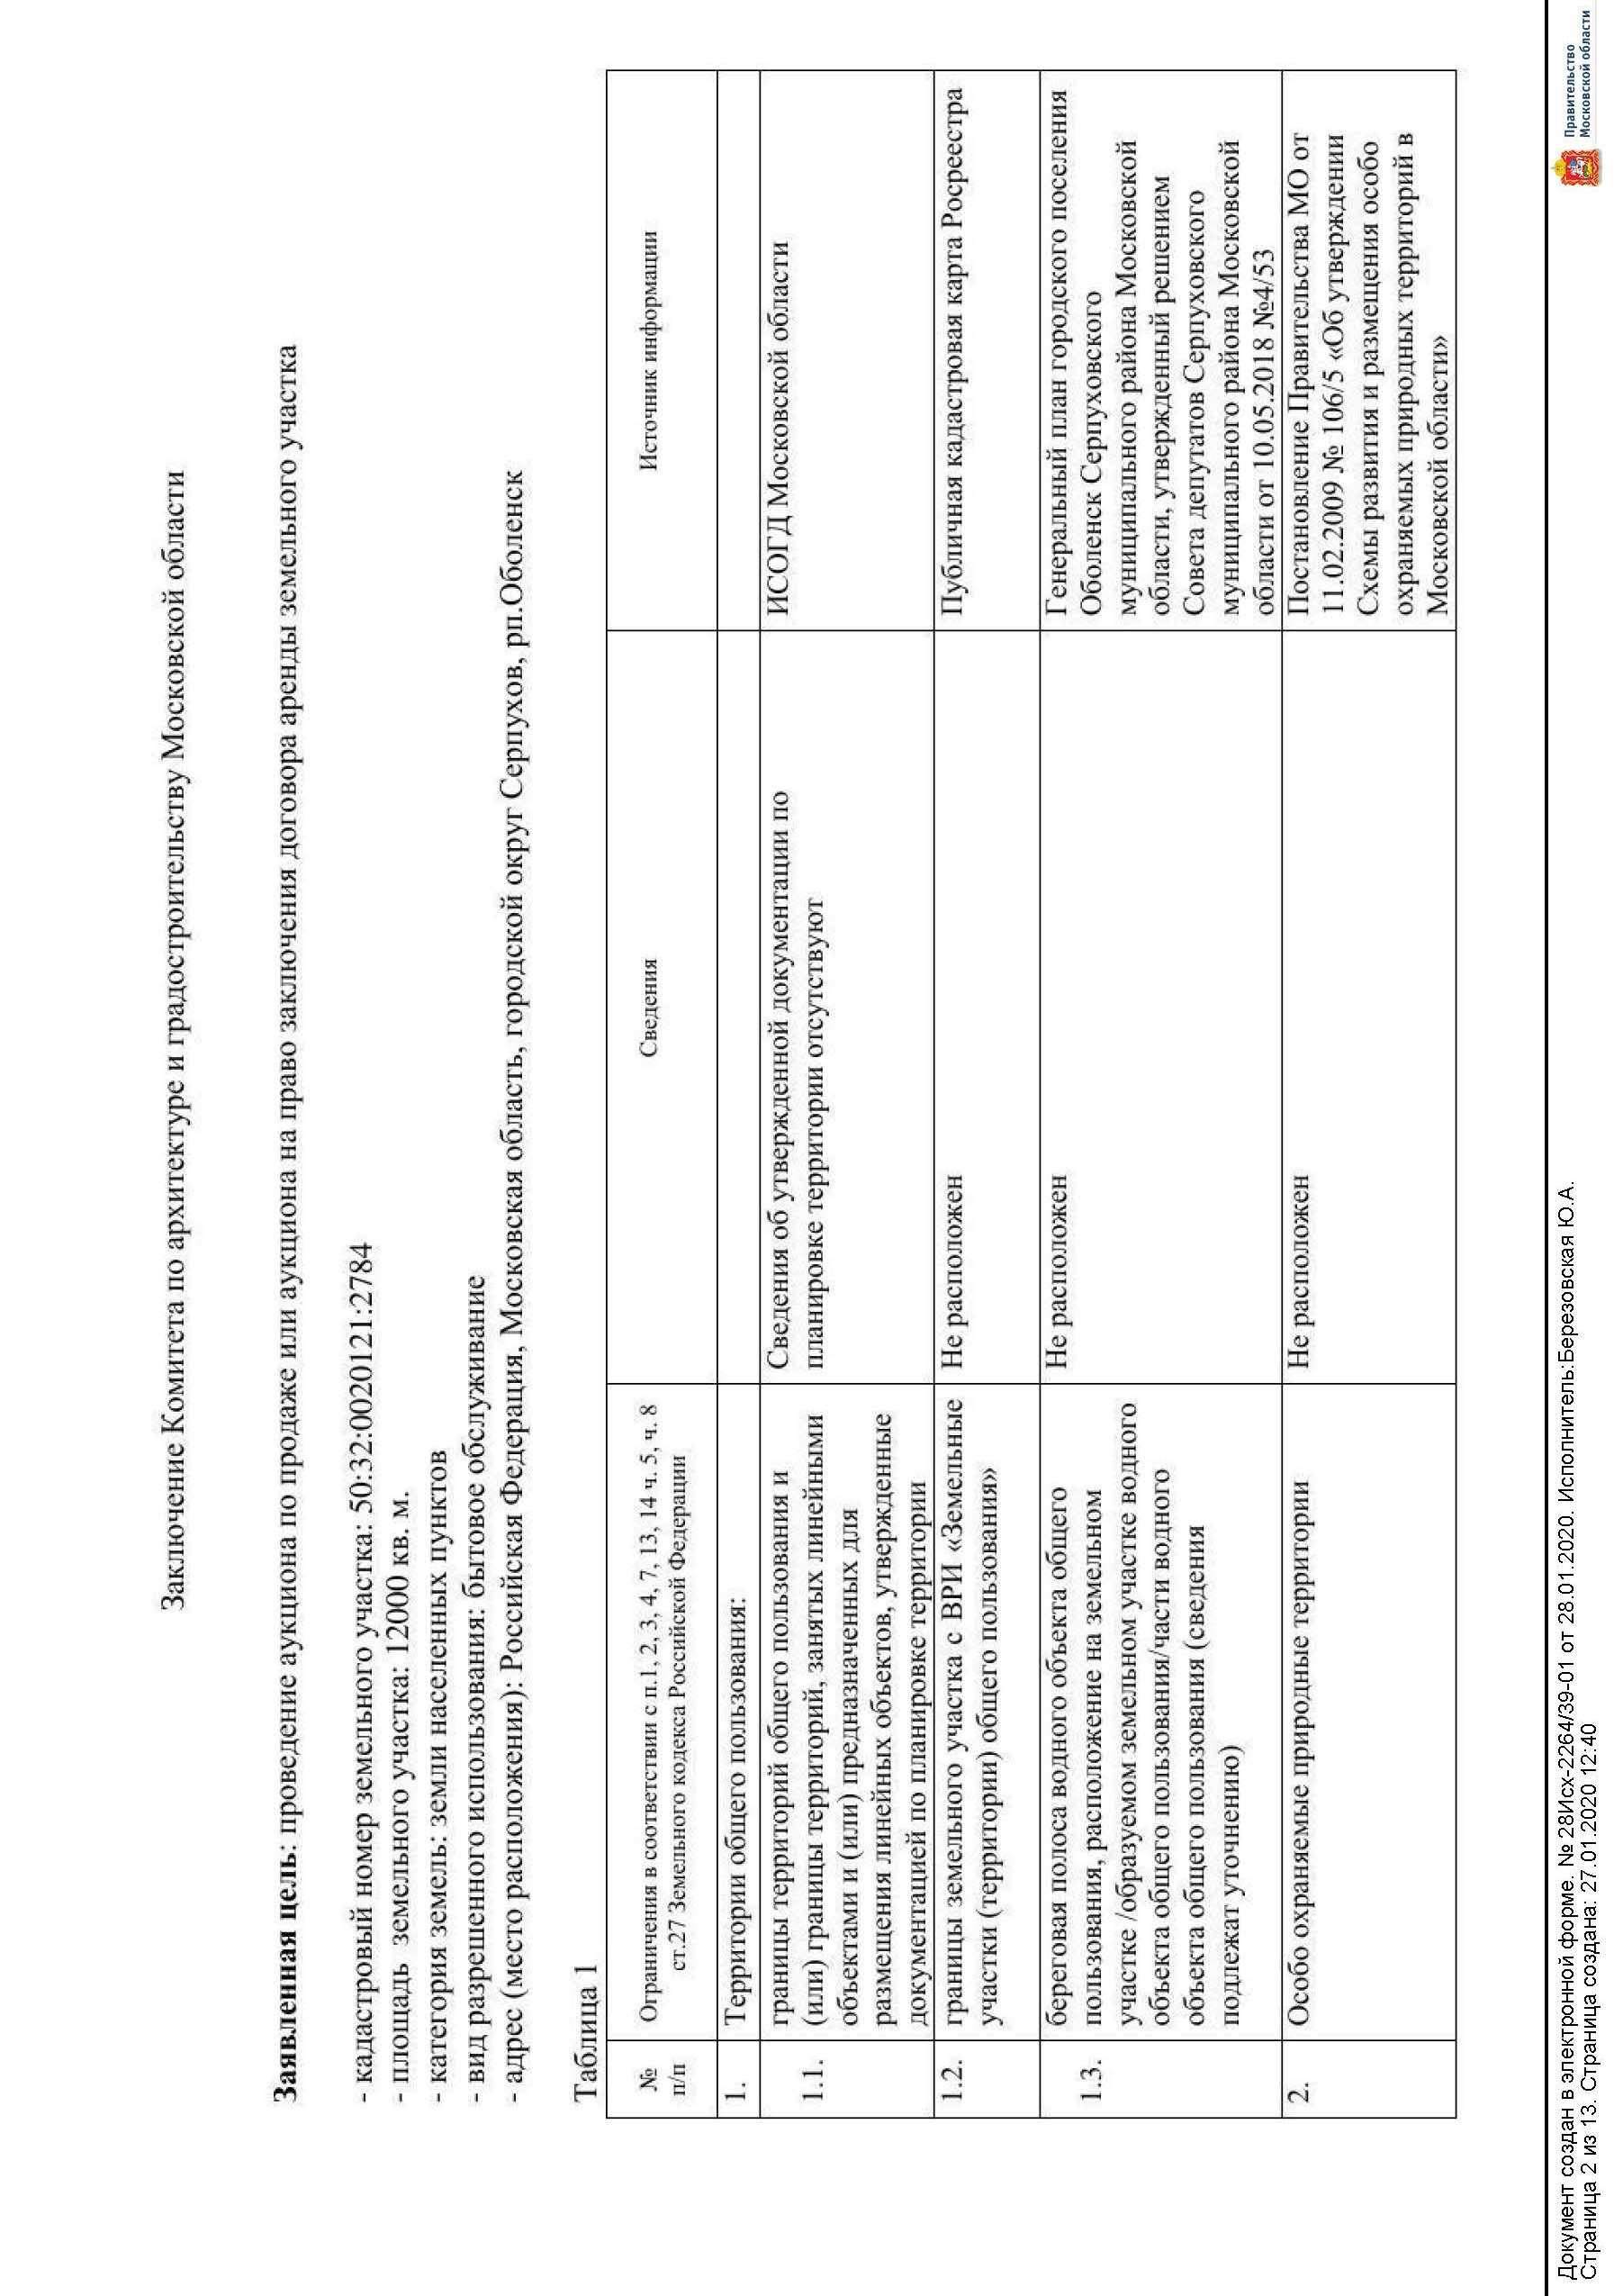 Заключение Комитета по архитектуре и градостроительству Московской области
Заявленная цель: проведение аукциона по продаже или аукциона на право заключения договора аренды земельного участка
- кадастровый номер земельного участка: 50:32:0020121:2784
- площадь земельного участка: 12000 кв. м.
- категория земель: земли населенных пунктов
- вид разрешенного использования: бытовое обслуживание
- адрес (место расположения): Российская Федерация, Московская область, городской округ Серпухов, рп.Оболенск
Таблица 1
№
п/п
Ограничения в соответствии с п.1, 2, 3, 4, 7, 13, 14 ч. 5, ч. 8
ст.27 Земельного кодекса Российской Федерации
Сведения
Источник информации
1.
Территории общего пользования:
1.1.
границы территорий общего пользования и
(или) границы территорий, занятых линейными
объектами и (или) предназначенных для
размещения линейных объектов, утвержденные
документацией по планировке территории
Сведения об утвержденной документации по
планировке территории отсутствуют
ИСОГД Московской области
1.2.
границы земельного участка с ВРИ «Земельные
участки (территории) общего пользования»
Не расположен
Публичная кадастровая карта Росреестра
1.3.
береговая полоса водного объекта общего
пользования, расположение на земельном
участке /образуемом земельном участке водного
объекта общего пользования/части водного
объекта общего пользования (сведения
подлежат уточнению)
Не расположен
Генеральный план городского поселения
Оболенск Серпуховского
муниципального района Московской
области, утвержденный решением
Совета депутатов Серпуховского
муниципального района Московской
области от 10.05.2018 №4/53
2.
Особо охраняемые природные территории
Не расположен
Постановление Правительства МО от
11.02.2009 № 106/5 «Об утверждении
Схемы развития и размещения особо
охраняемых природных территорий в
Московской области»
Документ создан в электронной форме. № 28Исх-2264/39-01 от 28.01.2020. Исполнитель:Березовская Ю.А.
Страница 2 из 13. Страница создана: 27.01.2020 12:40
Правительство
Московской области